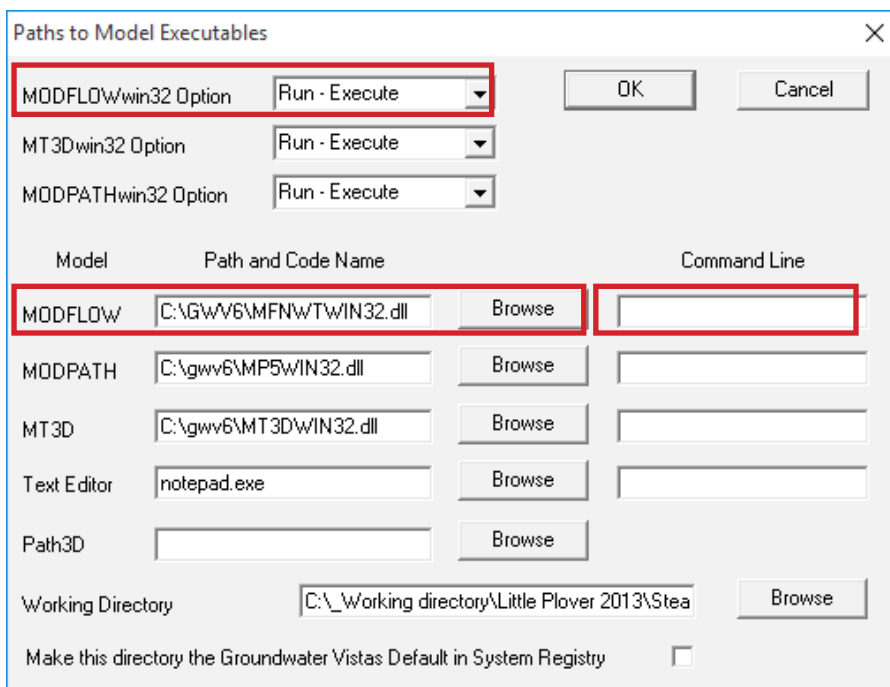 Paths to Model Executables
MODFLOWwin32 Option Run - Execute OK Cancel
MT3Dwin32 Option Run - Execute
MODPATHwin32 Option Run - Execute
Model Path and Code Name Command Line
MODFLOW C:\GWV6\MFNWTWIN32.dll Browse
MODPATH C:\gwv6\MP5WIN32.dll Browse
MT3D C:\gwv6\MT3DWIN32.dll Browse
Text Editor notepad.exe Browse
Path3D Browse
Working Directory C:\_Working directory\Little Plover 2013\Stea Browse
Make this directory the Groundwater Vistas Default in System Registry